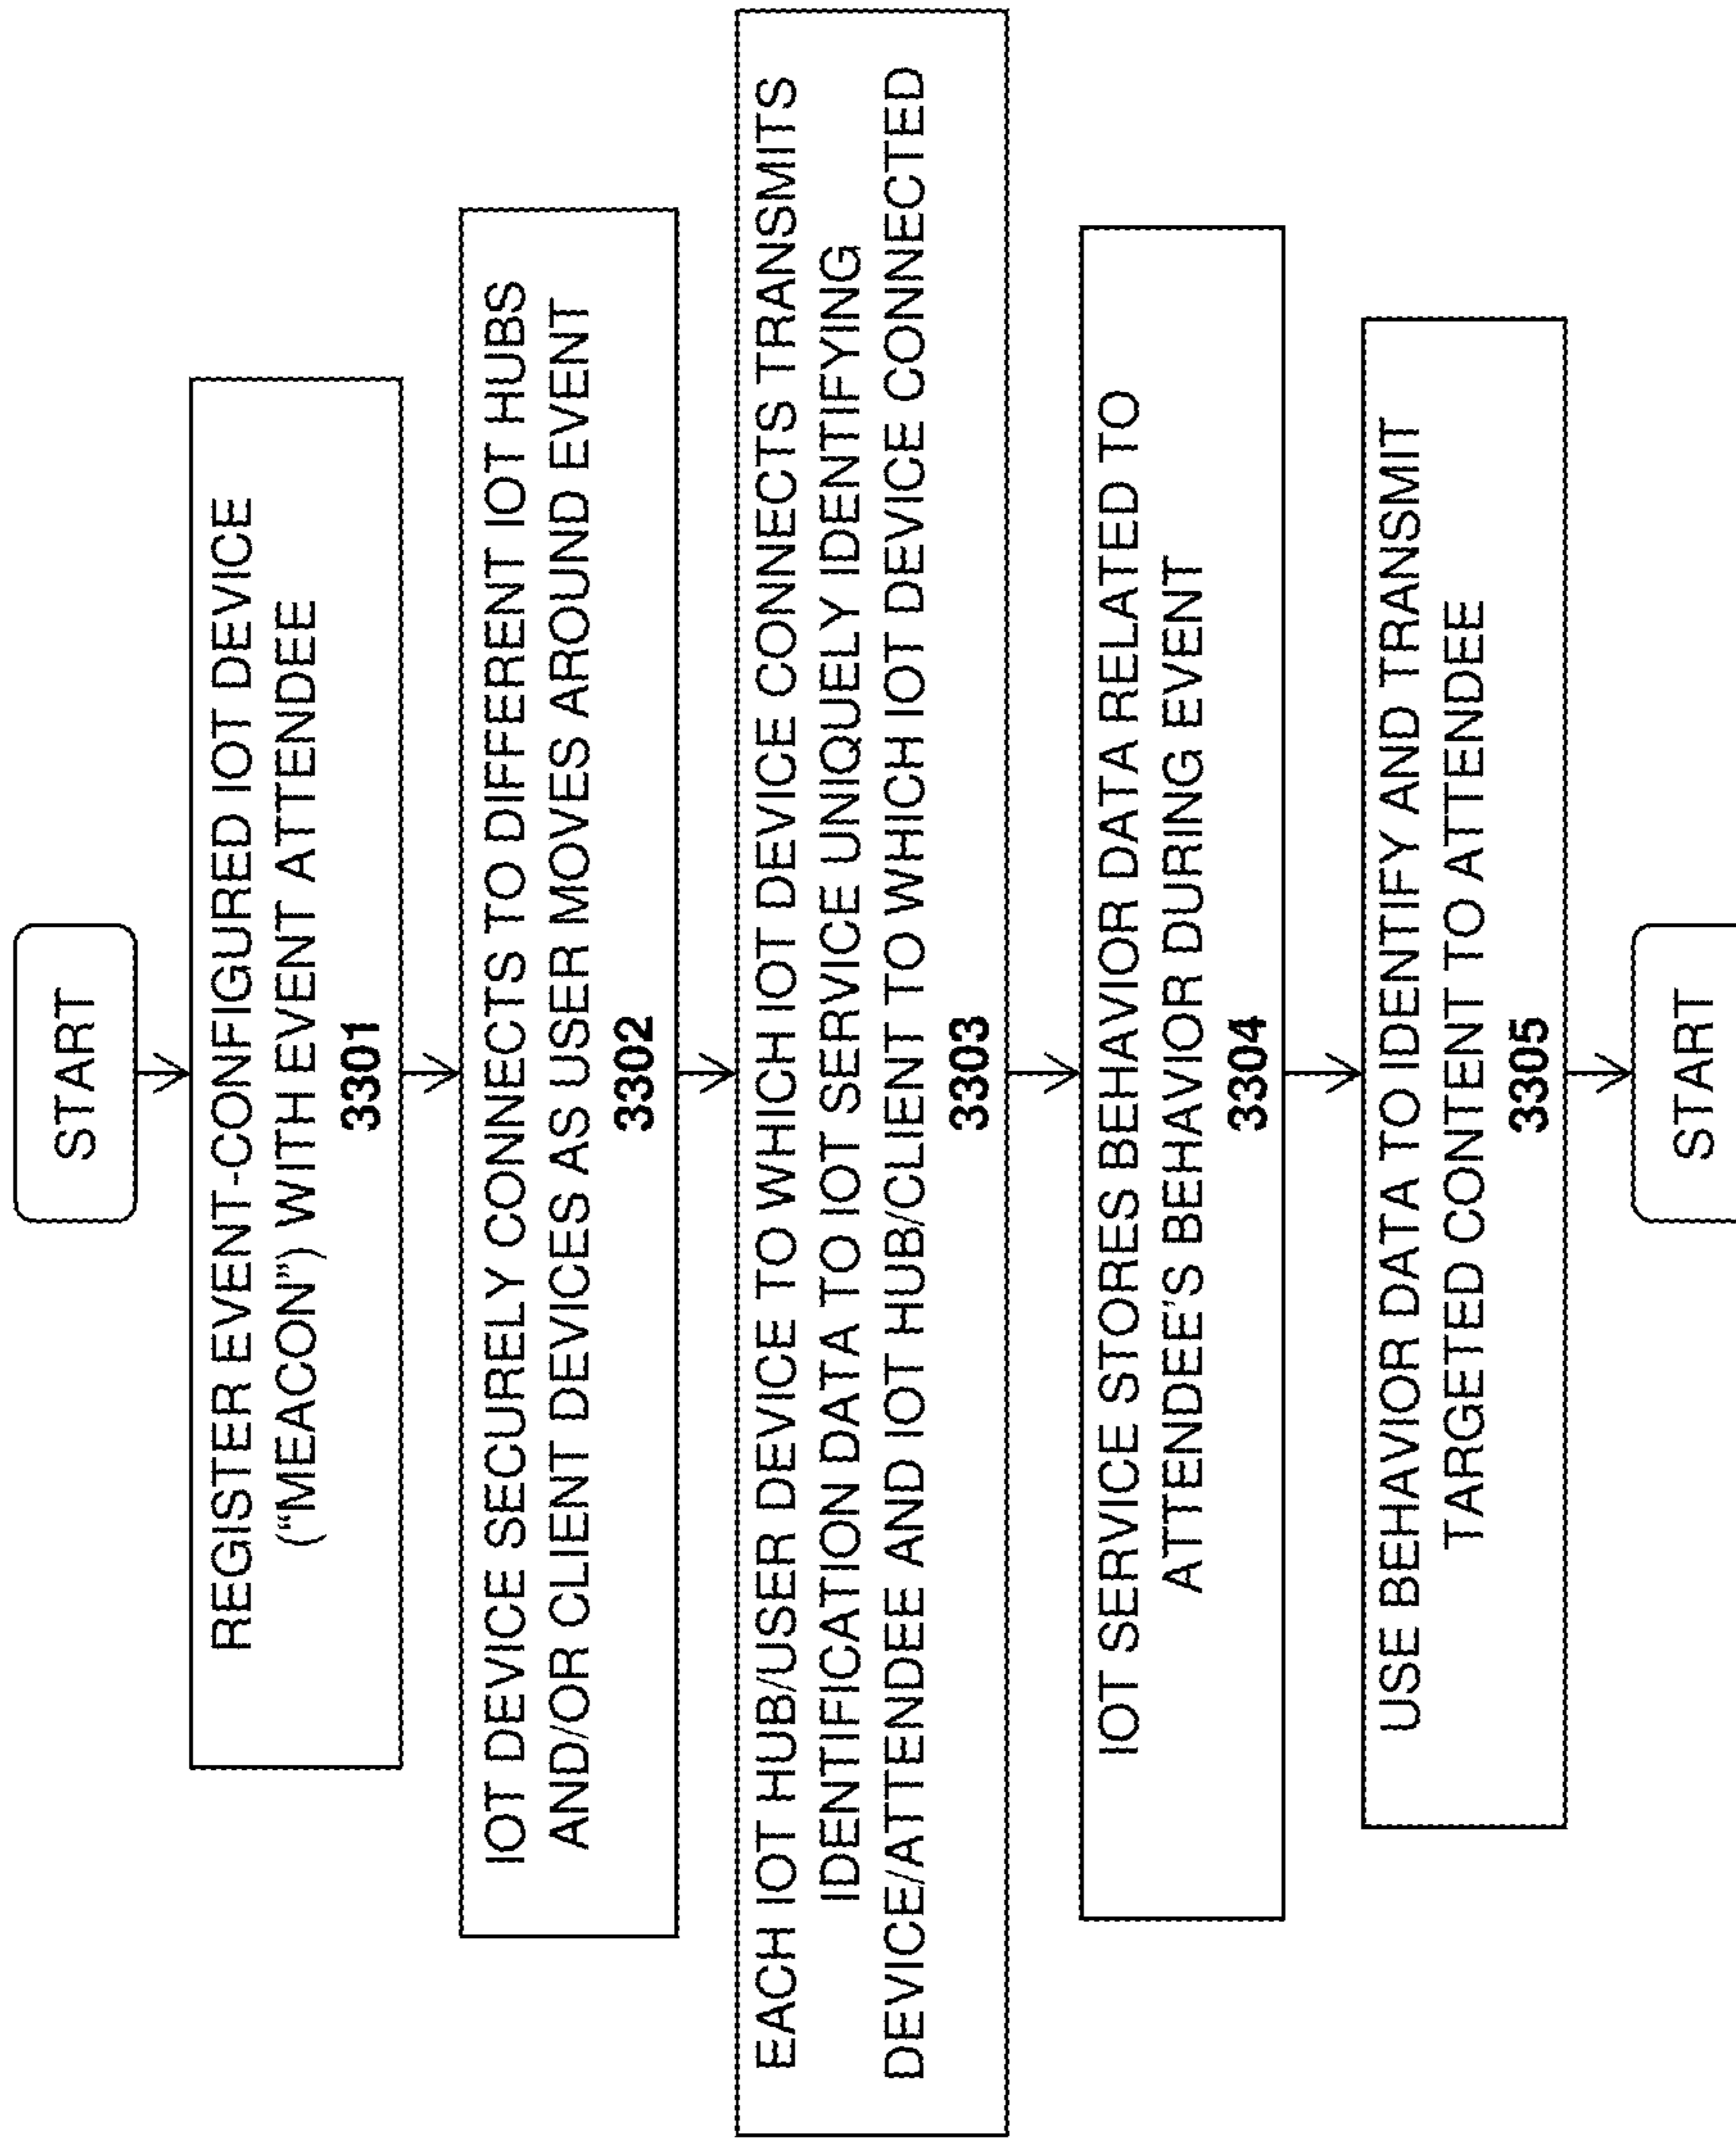 START
REGISTER EVENT-CONFIGURED IOT DEVICE
("MEACON") WITH EVENT ATTENDEE
3301
IOT DEVICE SECURELY CONNECTS TO DIFFERENT IOT HUBS
AND/OR CLIENT DEVICES AS USER MOVES AROUND EVENT
3302
EACH IOT HUB/USER DEVICE TO WHICH IOT DEVICE CONNECTS TRANSMITS
IDENTIFICATION DATA TO IOT SERVICE UNIQUELY IDENTIFYING
DEVICE/ATTENDEE AND IOT HUB/CLIENT TO WHICH IOT DEVICE CONNECTED
3303
IOT SERVICE STORES BEHAVIOR DATA RELATED TO
ATTENDEE'S BEHAVIOR DURING EVENT
3304
USE BEHAVIOR DATA TO IDENTIFY AND TRANSMIT
TARGETED CONTENT TO ATTENDEE
3305
START